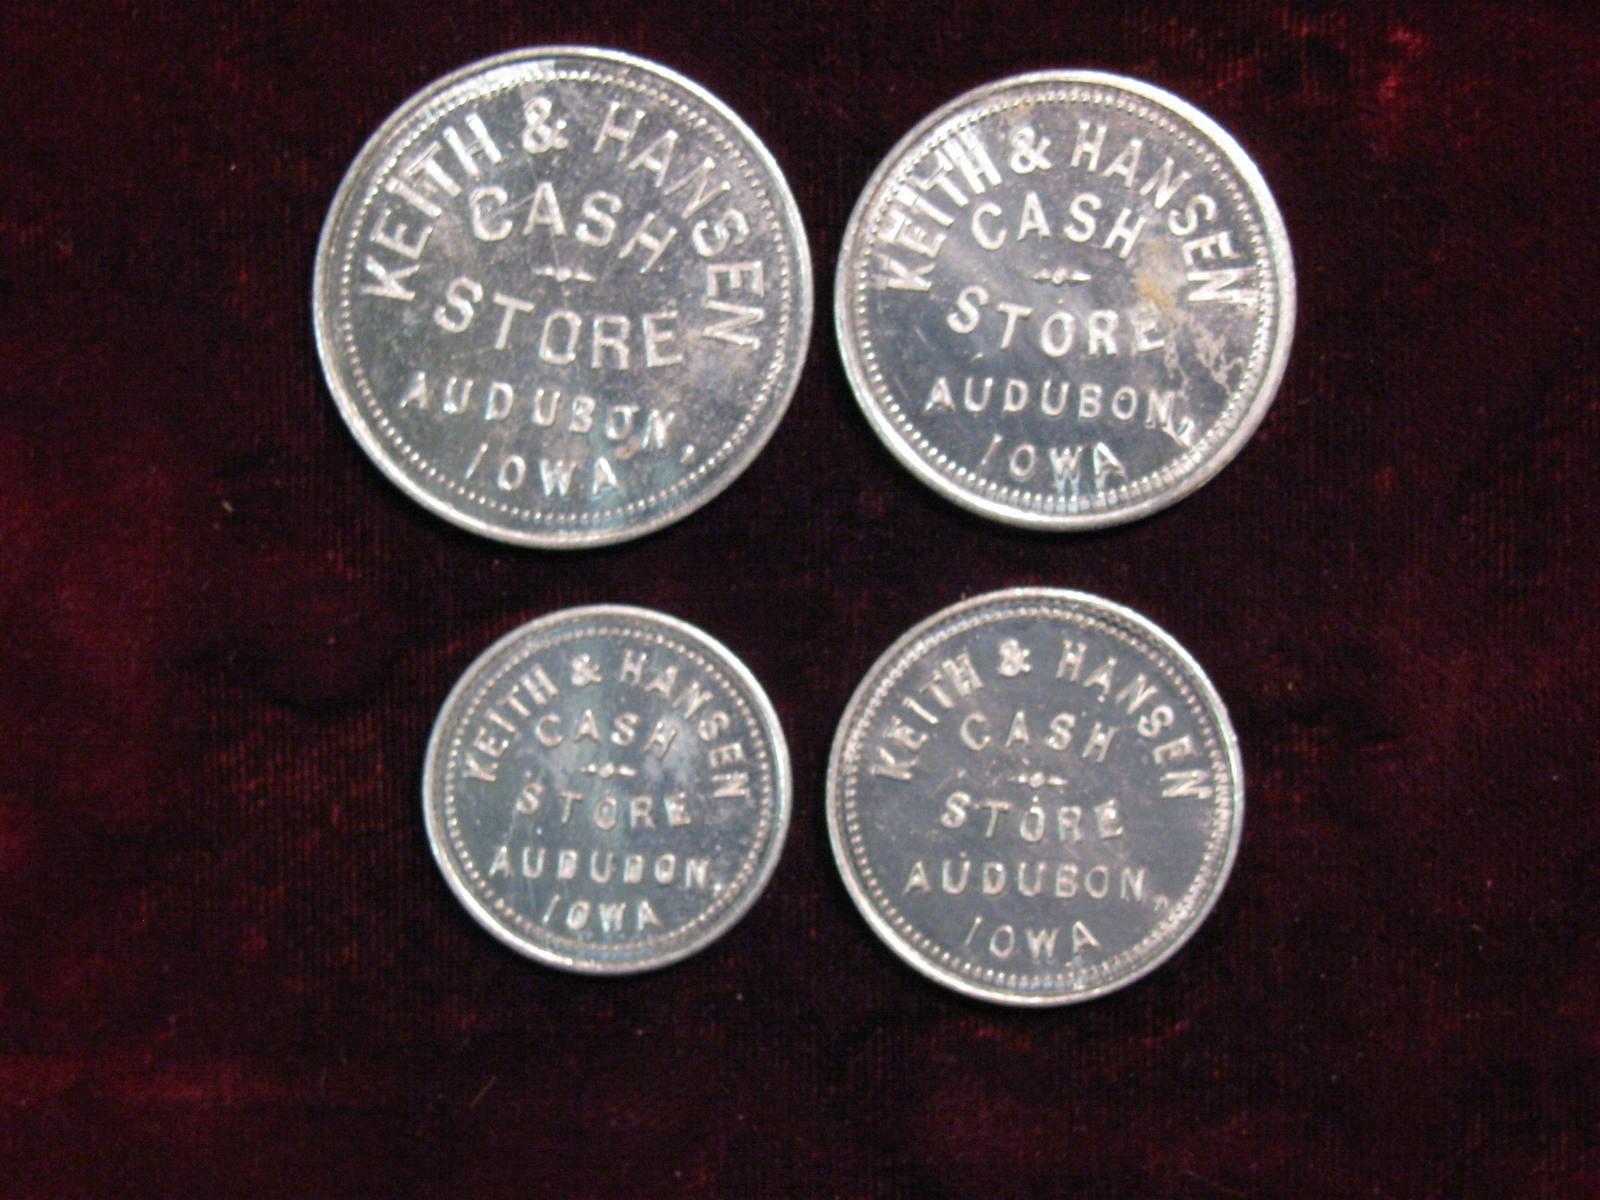 KEITH & HANSEN
CASH
STORE
AUDUBON,
IOWA
KEITH & HANSEN
CASH
STORE
AUDUBON,
IOWA
KEITH & HANSEN
CASH
STORE
AUDUBON,
IOWA
KEITH & HANSEN
CASH
STORE
AUDUBON,
IOWA